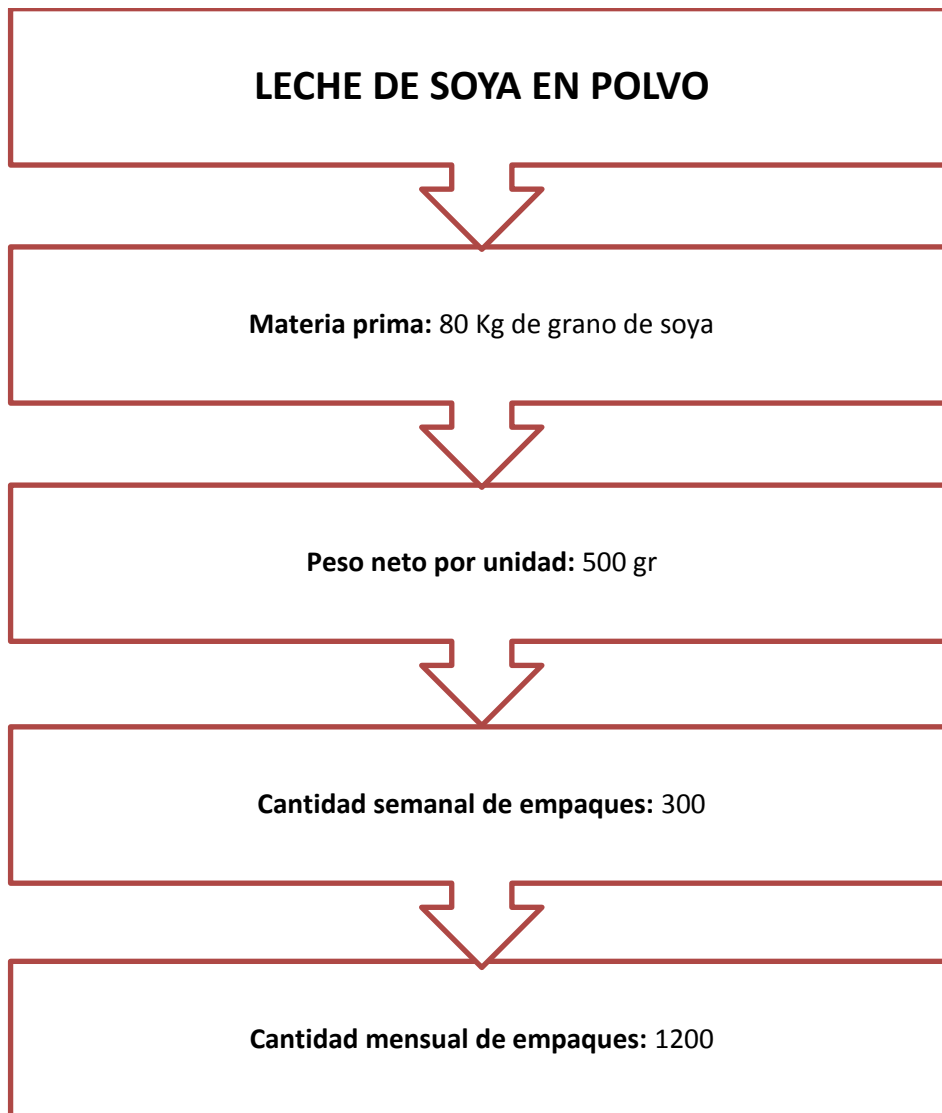 LECHE DE SOYA EN POLVO
Materia prima: 80 Kg de grano de soya
Peso neto por unidad: 500 gr
Cantidad semanal de empaques: 300
Cantidad mensual de empaques: 1200